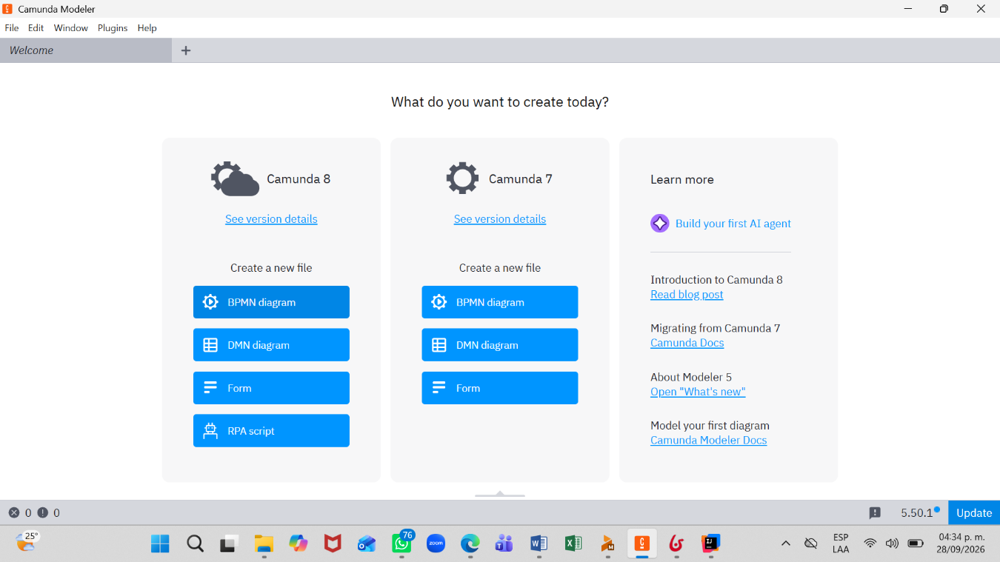 Camunda Modeler
File Edit Window Plugins Help
Welcome
What do you want to create today?
Camunda 8
See version details
Create a new file
BPMN diagram
DMN diagram
Form
RPA script
Camunda 7
See version details
Create a new file
BPMN diagram
DMN diagram
Form
Learn more
Build your first AI agent
Introduction to Camunda 8
Read blog post
Migrating from Camunda 7
Camunda Docs
About Modeler 5
Open "What's new"
Model your first diagram
Camunda Modeler Docs
0 0
5.50.1
Update
25°
76
zoom
ESP
LAA
04:34 p. m.
28/09/2026